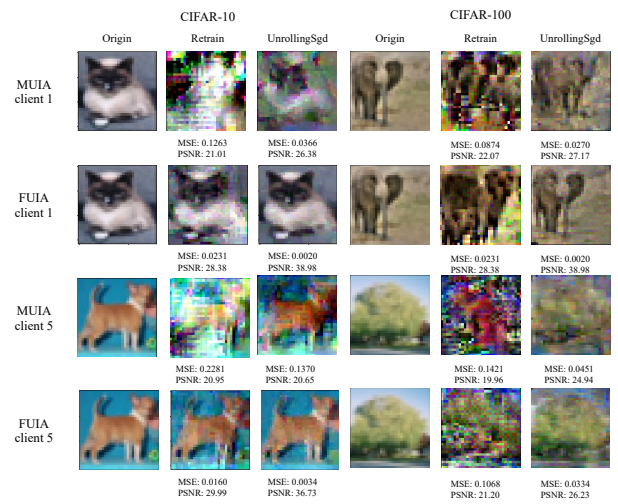 CIFAR-10 CIFAR-100
Origin Retrain UnrollingSgd Origin Retrain UnrollingSgd
MUIA
client 1
MSE: 0.1263 MSE: 0.0366 MSE: 0.0874 MSE: 0.0270
PSNR: 21.01 PSNR: 26.38 PSNR: 22.07 PSNR: 27.17
FUIA
client 1
MSE: 0.0231 MSE: 0.0020 MSE: 0.0231 MSE: 0.0020
PSNR: 28.38 PSNR: 38.98 PSNR: 28.38 PSNR: 38.98
MUIA
client 5
MSE: 0.2281 MSE: 0.1370 MSE: 0.1421 MSE: 0.0451
PSNR: 20.95 PSNR: 20.65 PSNR: 19.96 PSNR: 24.94
FUIA
client 5
MSE: 0.0160 MSE: 0.0034 MSE: 0.1068 MSE: 0.0334
PSNR: 29.99 PSNR: 36.73 PSNR: 21.20 PSNR: 26.23